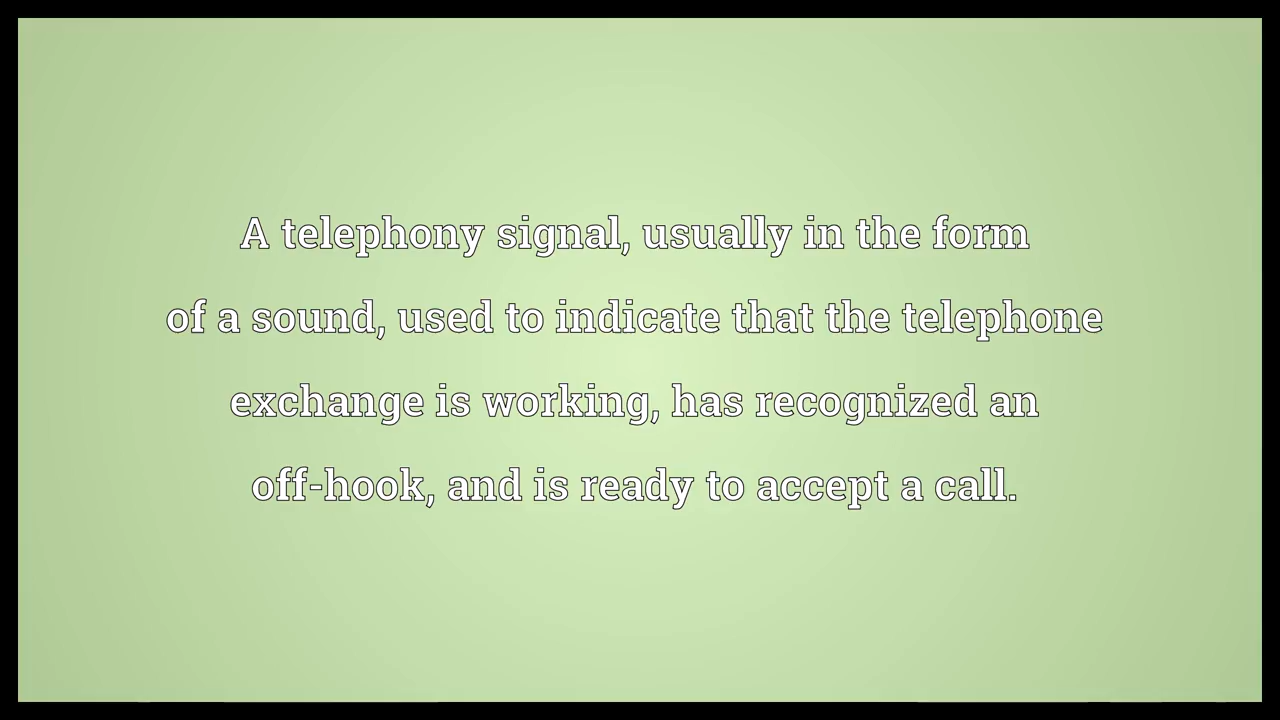 A telephony signal, usually in the form
of a sound, used to indicate that the telephone
exchange is working, has recognized an
off-hook, and is ready to accept a call.